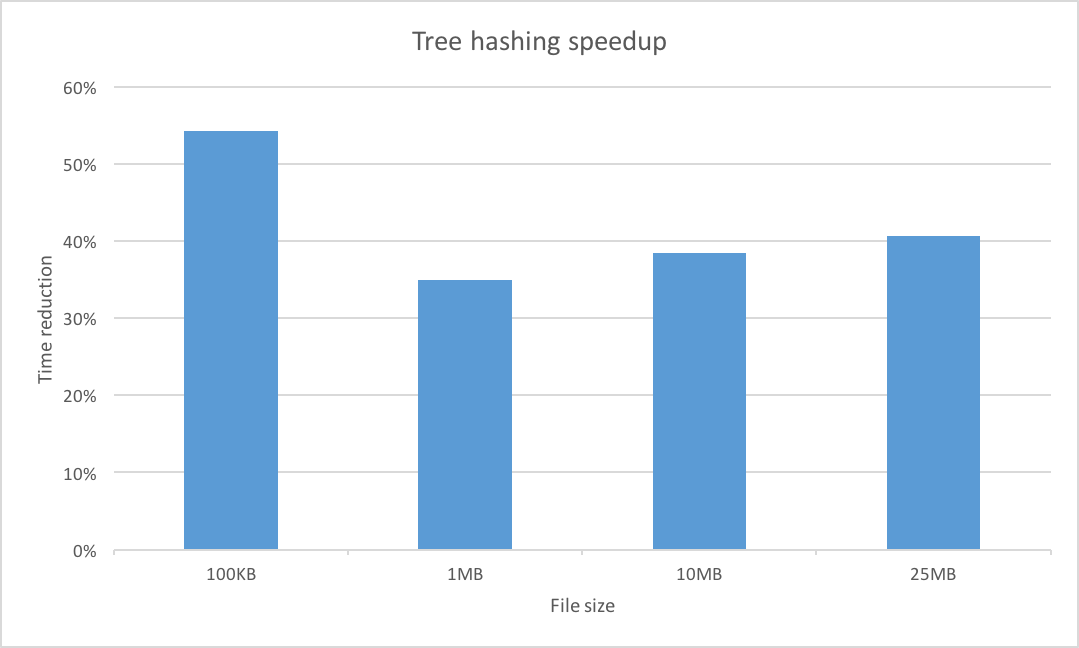 Tree hashing speedup
60%
50%
40%
30%
20%
10%
0%
Time reduction
100KB
1MB
10MB
25MB
File size